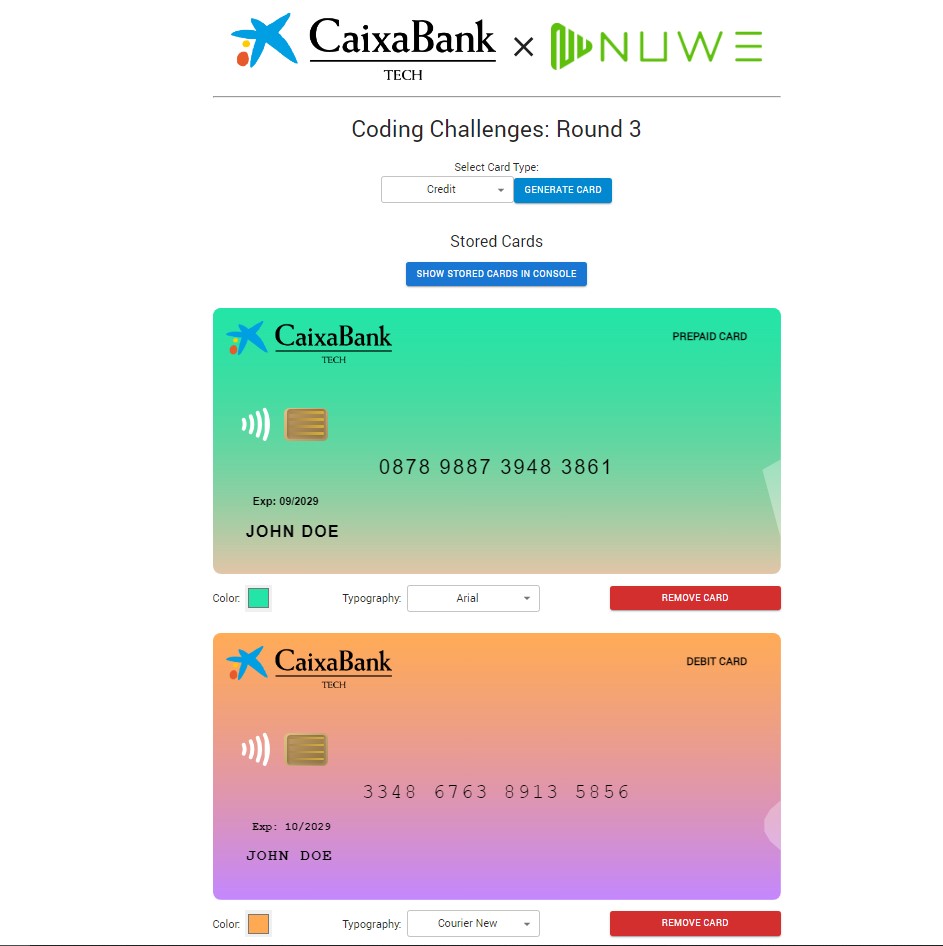 CaixaBank × NUWE
TECH
Coding Challenges: Round 3
Select Card Type:
Credit GENERATE CARD
Stored Cards
SHOW STORED CARDS IN CONSOLE
CaixaBank PREPAID CARD
TECH
0878 9887 3948 3861
Exp: 09/2029
JOHN DOE
Color: Typography: Arial REMOVE CARD
CaixaBank DEBIT CARD
TECH
3348 6763 8913 5856
Exp: 10/2029
JOHN DOE
Color: Typography: Courier New REMOVE CARD